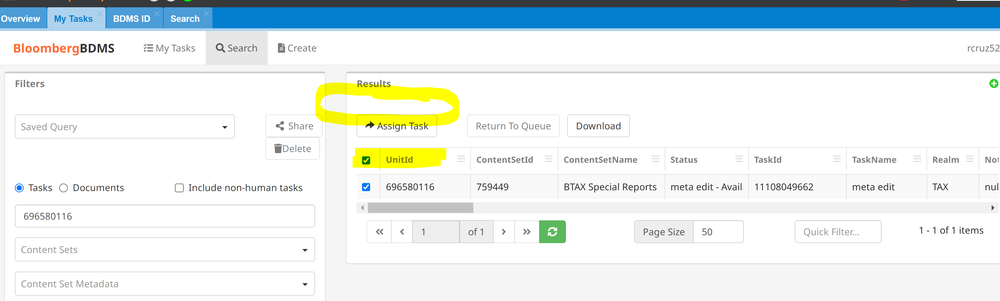 Overview My Tasks BDMS ID Search
BloombergBDMS My Tasks Search Create rcruz52
Filters
Saved Query
Share
Delete
Tasks Documents Include non-human tasks
696580116
Content Sets
Content Set Metadata
Results
Assign Task Return To Queue Download
UnitId ContentSetId ContentSetName Status TaskId TaskName Realm Not
696580116 759449 BTAX Special Reports meta edit - Avail 11108049662 meta edit TAX nul
1 of 1 Page Size 50 Quick Filter... 1 - 1 of 1 items